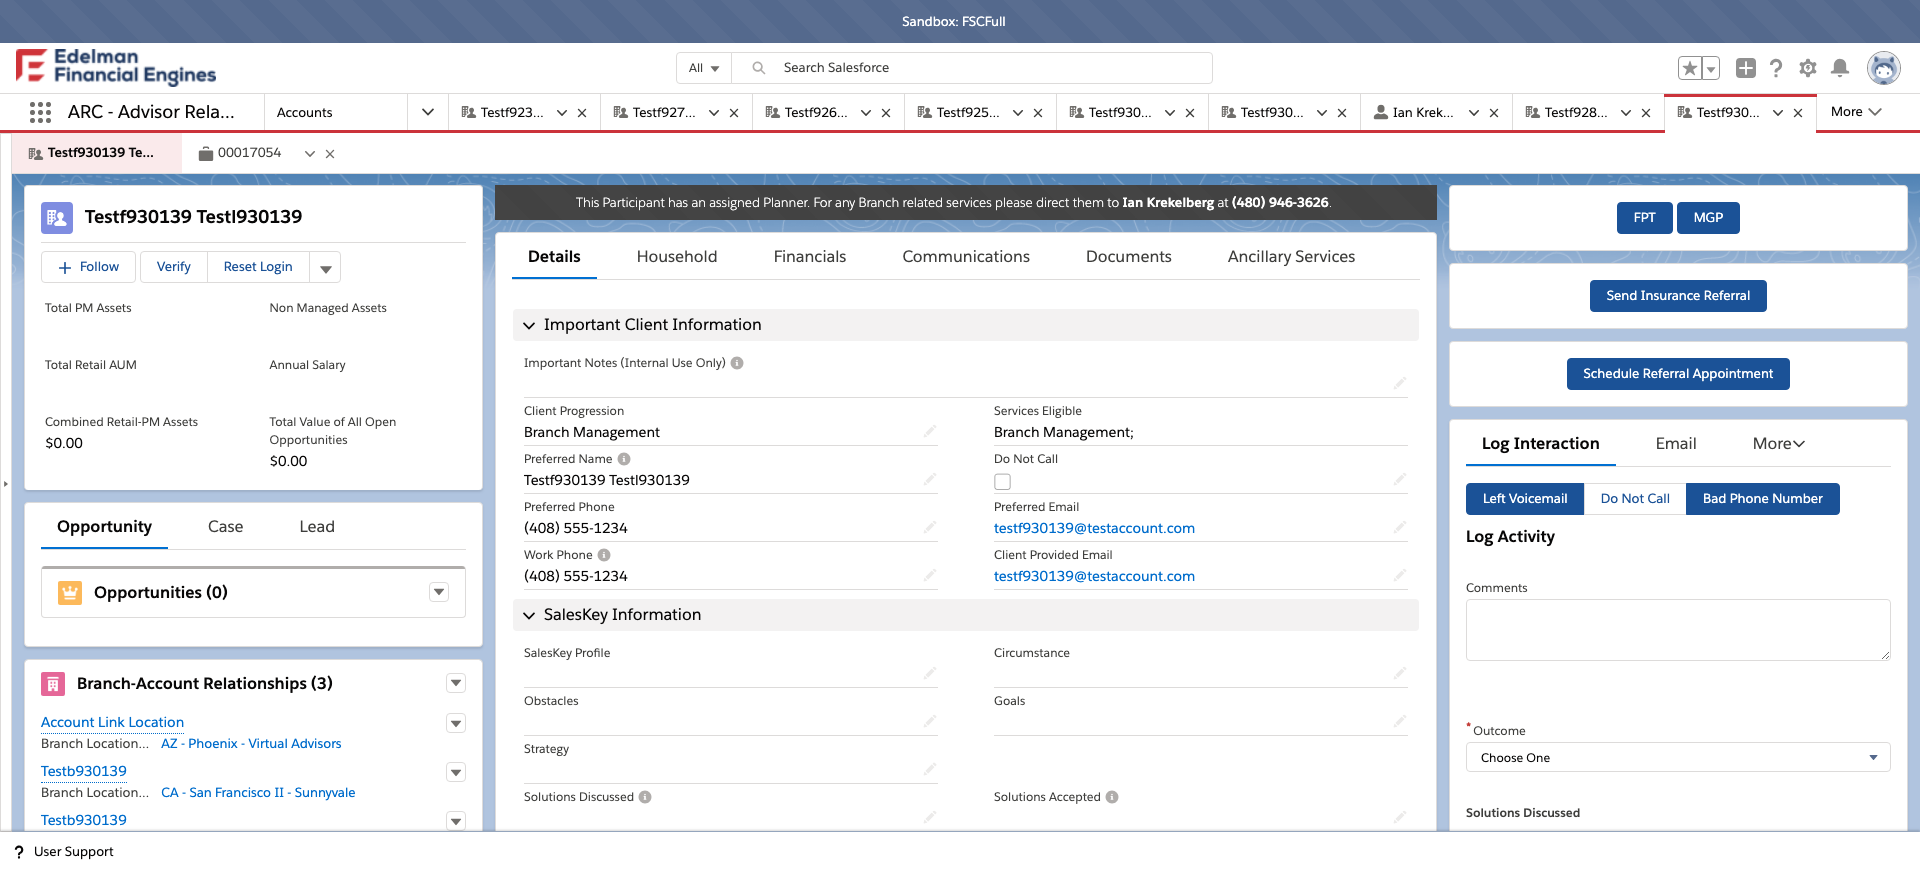 Sandbox: FSCFull
Edelman
Financial Engines
All
Search Salesforce
ARC - Advisor Rela...
Accounts
Testf923...
Testf927...
Testf926...
Testf925...
Testf930...
Testf930...
Ian Krek...
Testf928...
Testf930...
More
Testf930139 Te...
00017054
Testf930139 Testl930139
Follow
Verify
Reset Login
Total PM Assets
Non Managed Assets
Total Retail AUM
Annual Salary
Combined Retail-PM Assets
$0.00
Total Value of All Open
Opportunities
$0.00
Opportunity
Case
Lead
Opportunities (0)
Branch-Account Relationships (3)
Account Link Location
Branch Location... AZ - Phoenix - Virtual Advisors
Testb930139
Branch Location... CA - San Francisco II - Sunnyvale
Testb930139
This Participant has an assigned Planner. For any Branch related services please direct them to Ian Krekelberg at (480) 946-3626.
Details
Household
Financials
Communications
Documents
Ancillary Services
Important Client Information
Important Notes (Internal Use Only)
Client Progression
Branch Management
Services Eligible
Branch Management;
Preferred Name
Testf930139 Testl930139
Do Not Call
Preferred Phone
(408) 555-1234
Preferred Email
testf930139@testaccount.com
Work Phone
(408) 555-1234
Client Provided Email
testf930139@testaccount.com
SalesKey Information
SalesKey Profile
Circumstance
Obstacles
Goals
Strategy
Solutions Discussed
Solutions Accepted
FPT
MGP
Send Insurance Referral
Schedule Referral Appointment
Log Interaction
Email
More
Left Voicemail
Do Not Call
Bad Phone Number
Log Activity
Comments
* Outcome
Choose One
Solutions Discussed
? User Support